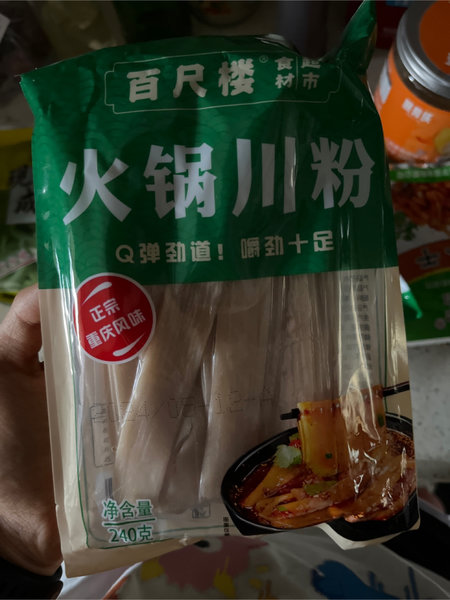 百尺楼®
食材
超市
火锅川粉
Q弹劲道！嚼劲十足
正宗
重庆风味
净含量
240克